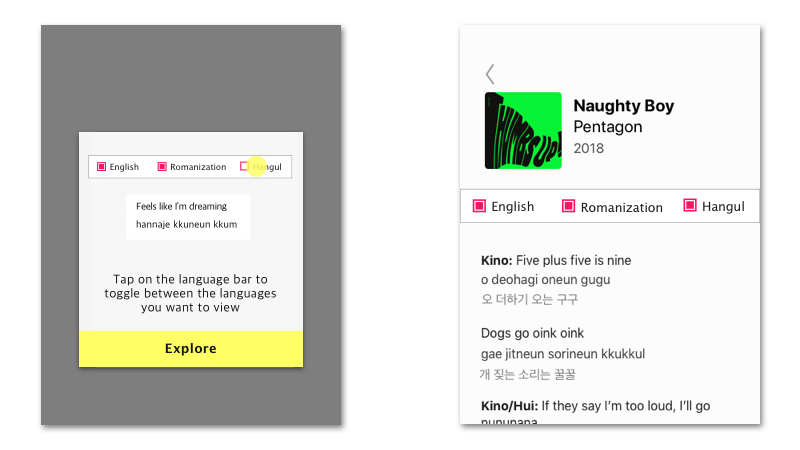 English Romanization Hangul
Feels like I'm dreaming
hannaje kkuneun kkum
Tap on the language bar to
toggle between the languages
you want to view
Explore
THUMBS UP!
Naughty Boy
Pentagon
2018
English Romanization Hangul
Kino: Five plus five is nine
o deohagi oneun gugu
오 더하기 오는 구구
Dogs go oink oink
gae jitneun sorineun kkukkul
개 짖는 소리는 꿀꿀
Kino/Hui: If they say I'm too loud, I'll go
nununana